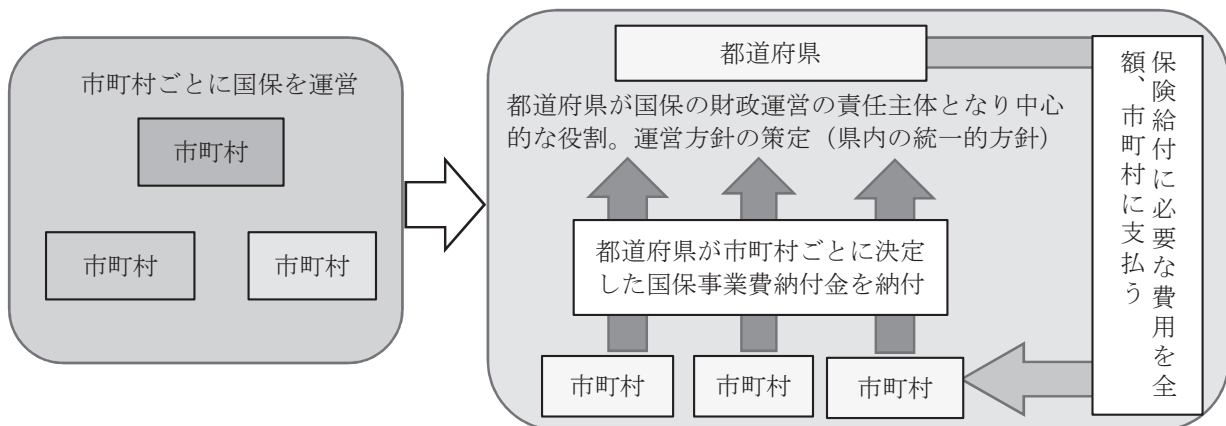 市町村ごとに国保を運営
市町村
市町村
市町村
都道府県
都道府県が国保の財政運営の責任主体となり中心
的な役割。運営方針の策定（県内の統一的方針）
都道府県が市町村ごとに決定
した国保事業費納付金を納付
市町村
市町村
市町村
保険給付に必要な費用を全
額、市町村に支払う